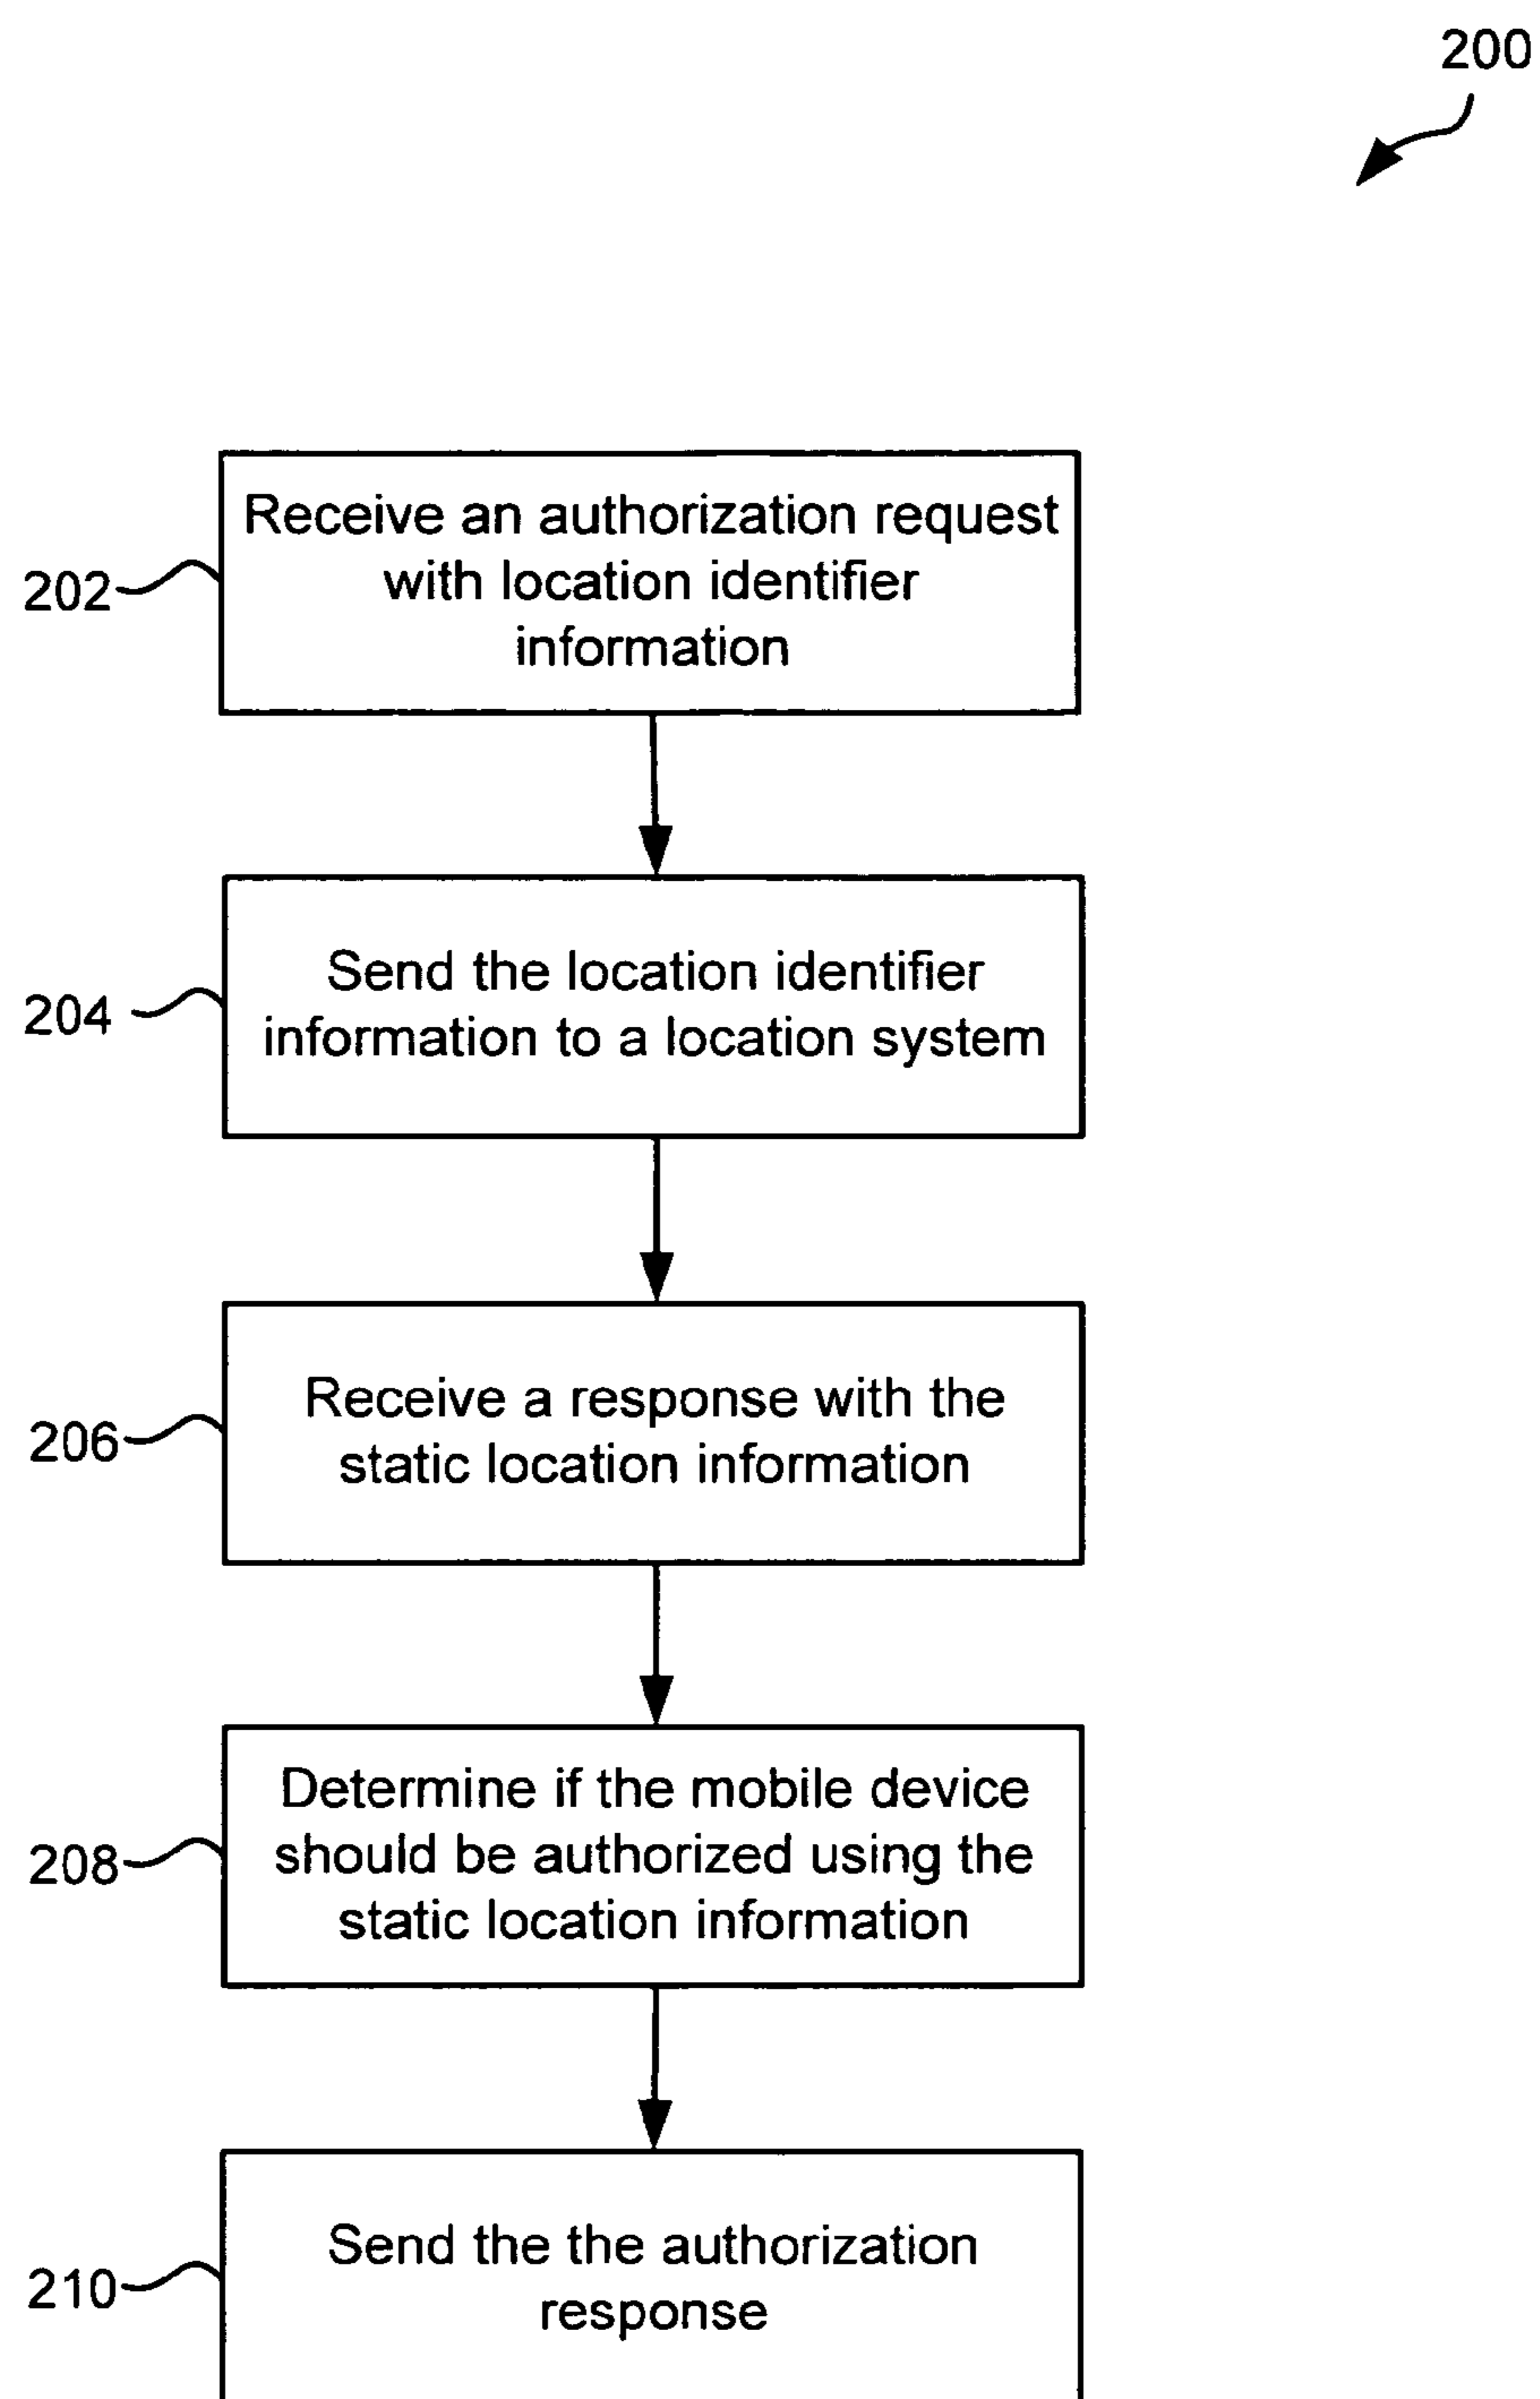 200
Receive an authorization request
with location identifier
information
202
Send the location identifier
information to a location system
204
Receive a response with the
static location information
206
Determine if the mobile device
should be authorized using the
static location information
208
Send the the authorization
response
210